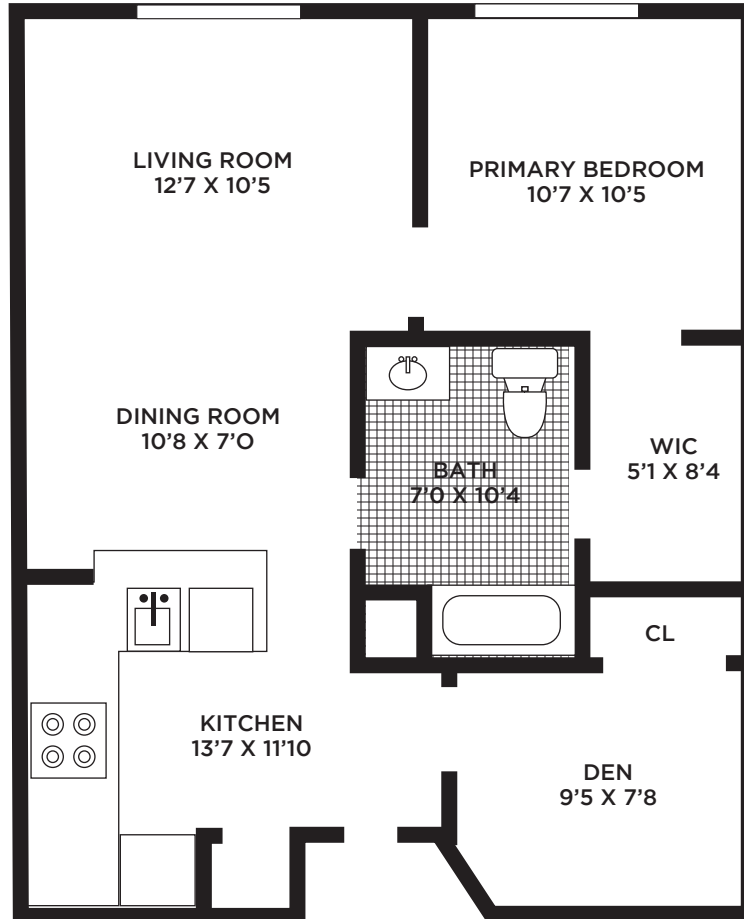 LIVING ROOM
12’7 X 10’5
PRIMARY BEDROOM
10’7 X 10’5
DINING ROOM
10’8 X 7’O
BATH
7’0 X 10’4
WIC
5’1 X 8’4
CL
KITCHEN
13’7 X 11’10
DEN
9’5 X 7’8